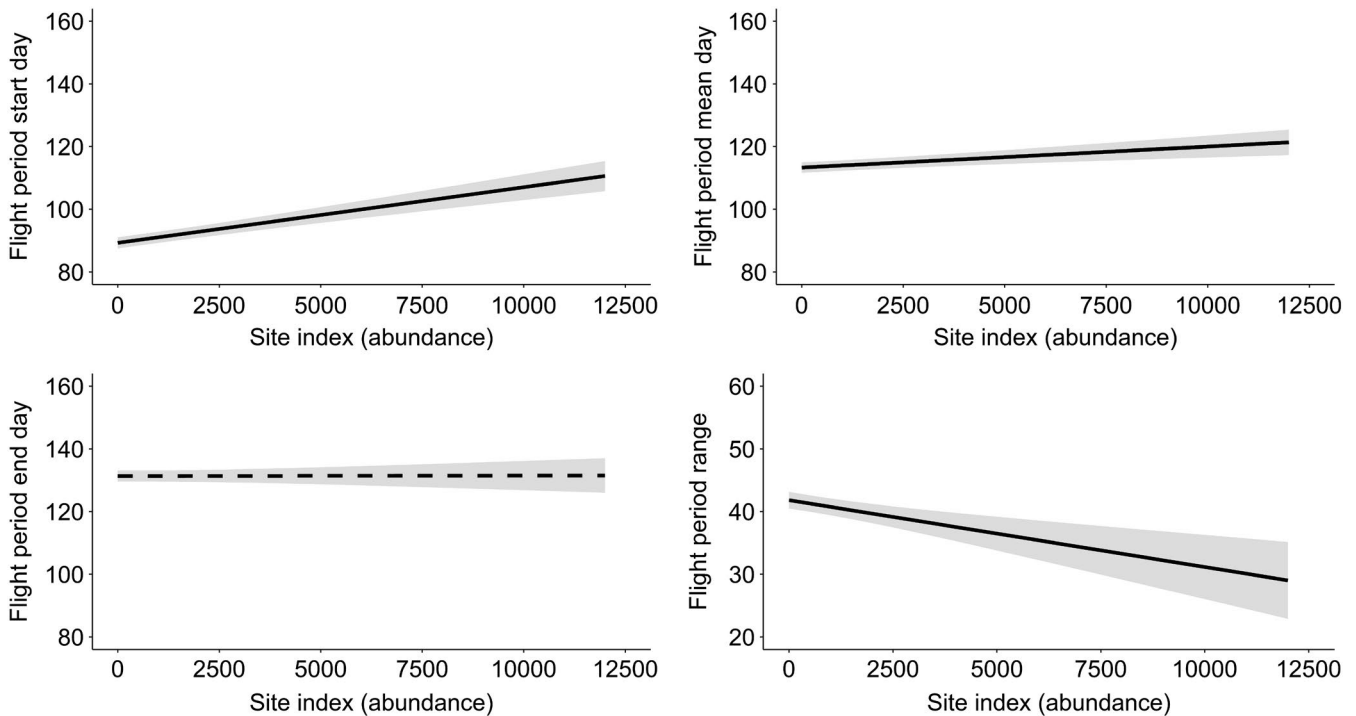 Flight period start day
160
140
120
100
80
0 2500 5000 7500 10000 12500
Site index (abundance)
Flight period mean day
160
140
120
100
80
0 2500 5000 7500 10000 12500
Site index (abundance)
Flight period end day
160
140
120
100
80
0 2500 5000 7500 10000 12500
Site index (abundance)
Flight period range
60
50
40
30
20
0 2500 5000 7500 10000 12500
Site index (abundance)